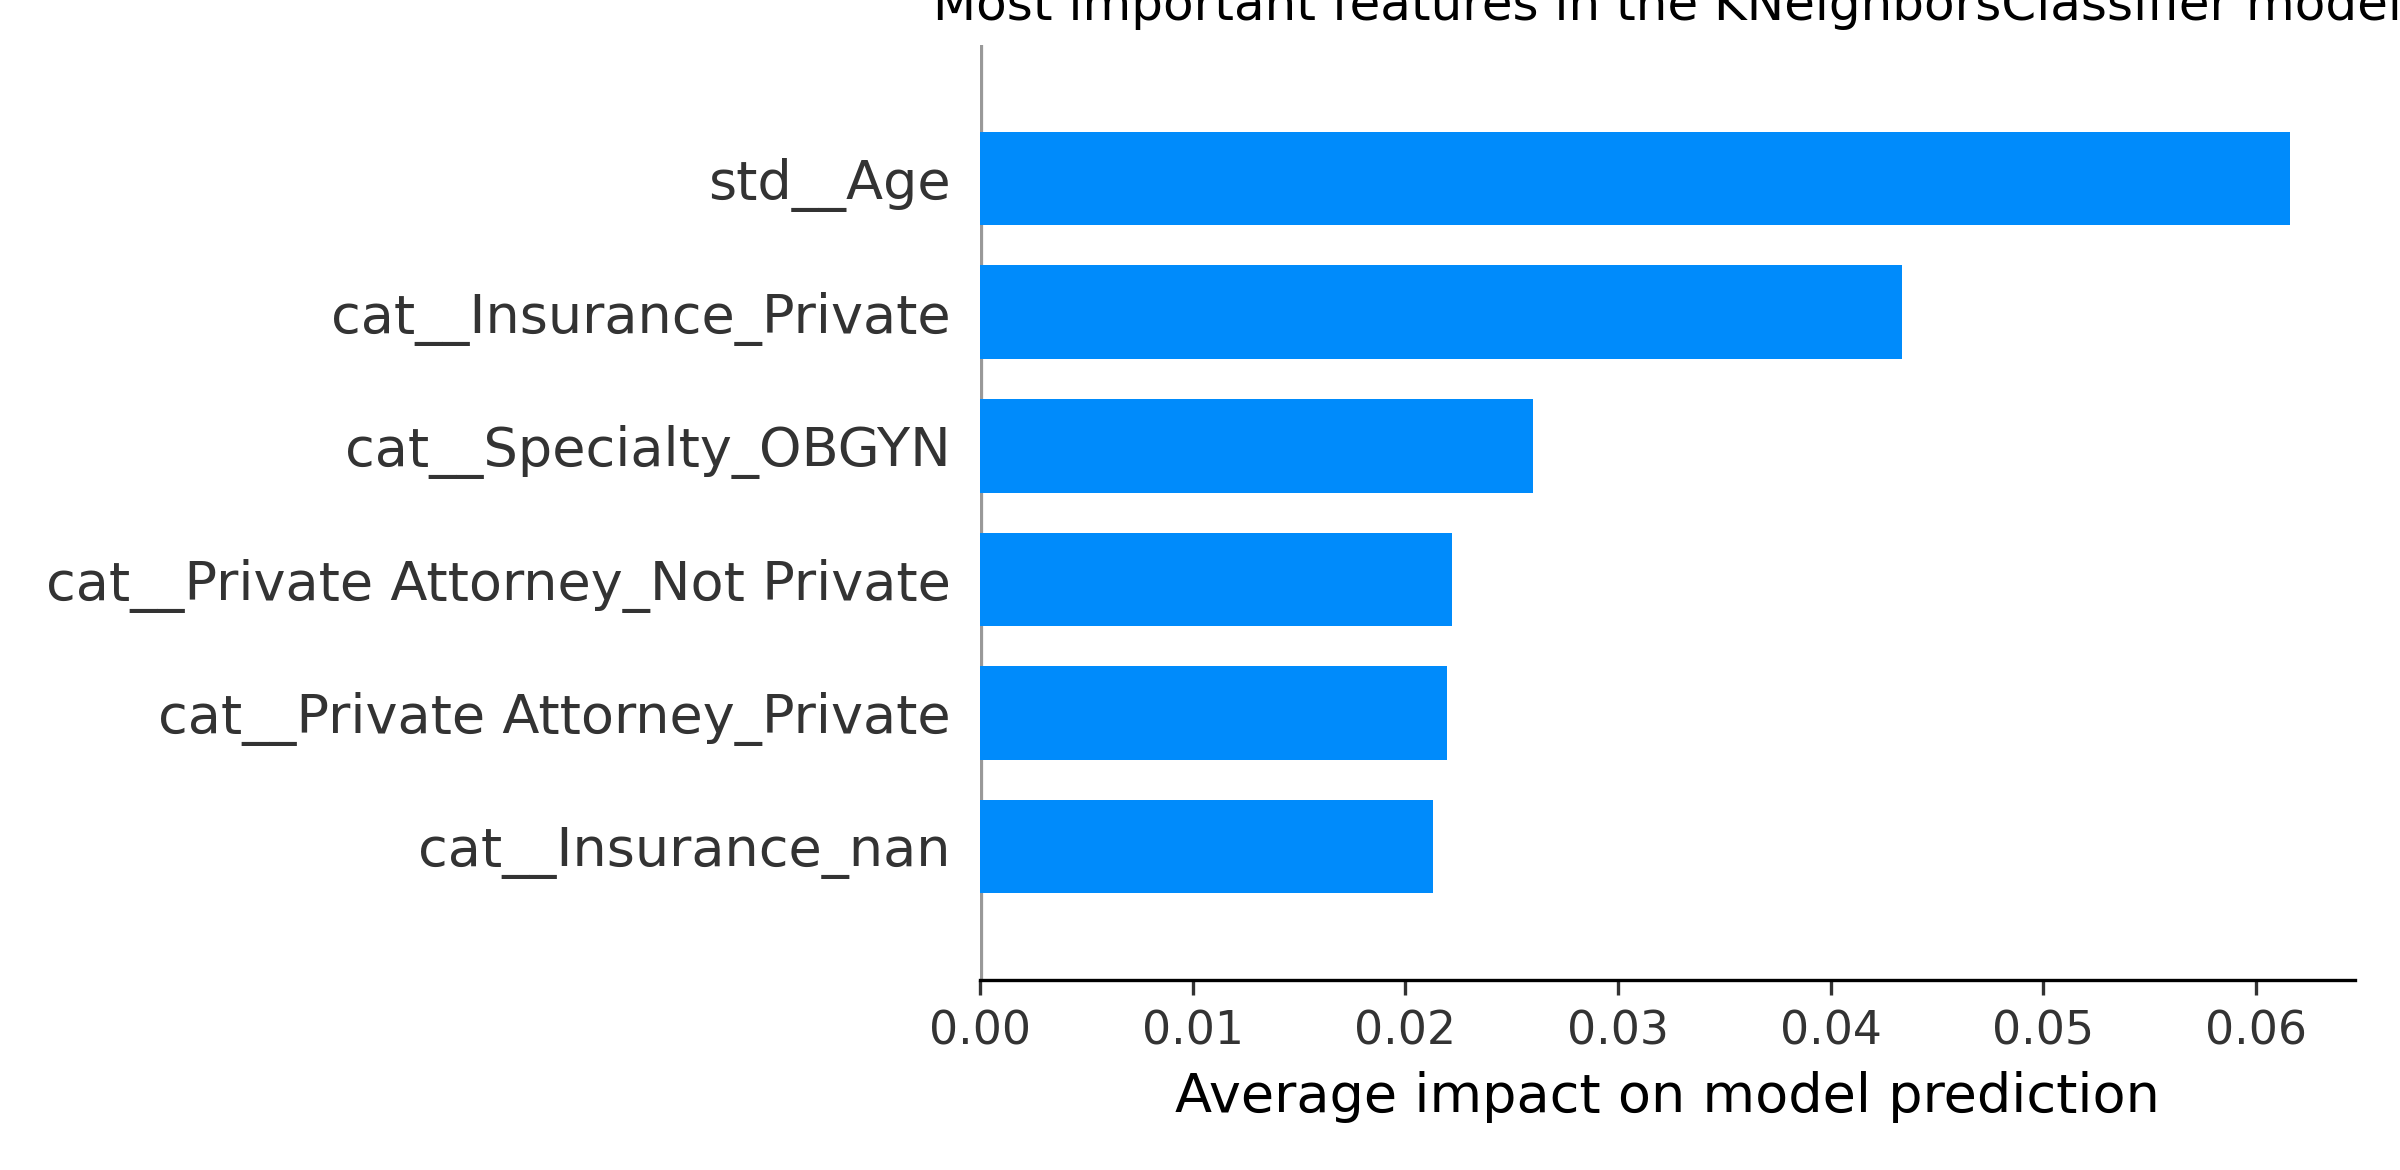 Most important features in the KNeighborsClassifier model
std__Age
cat__Insurance_Private
cat__Specialty_OBGYN
cat__Private Attorney_Not Private
cat__Private Attorney_Private
cat__Insurance_nan
0.00 0.01 0.02 0.03 0.04 0.05 0.06
Average impact on model prediction